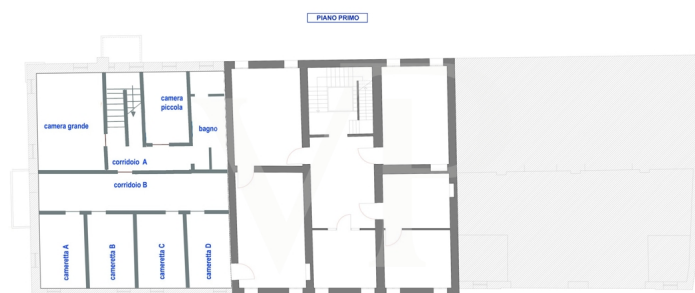 PIANO PRIMO
camera grande
camera
piccola
bagno
corridoio A
corridoio B
cameretta A
cameretta B
cameretta C
cameretta D